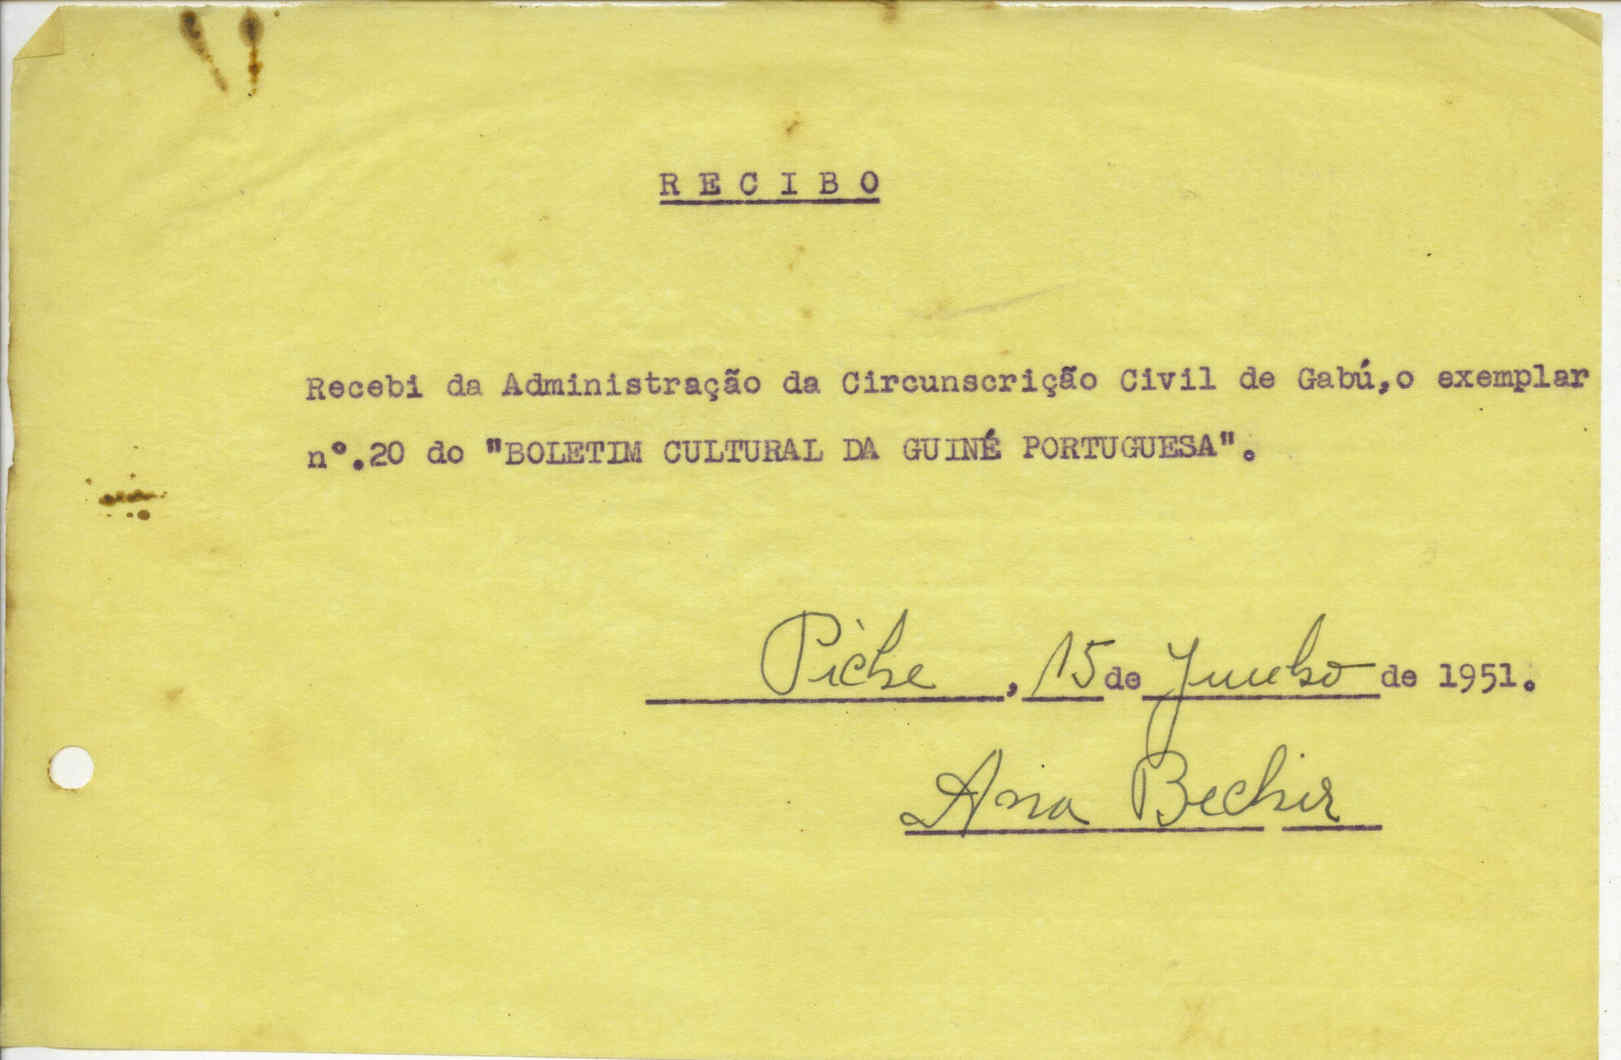 R E C I B O
Recebi da Administração da Circunscrição Civil de Gabú,o exemplar
nº.20 do "BOLETIM CULTURAL DA GUINÉ PORTUGUESA".
Piche, 15 de Junho de 1951.
Ana Bechir